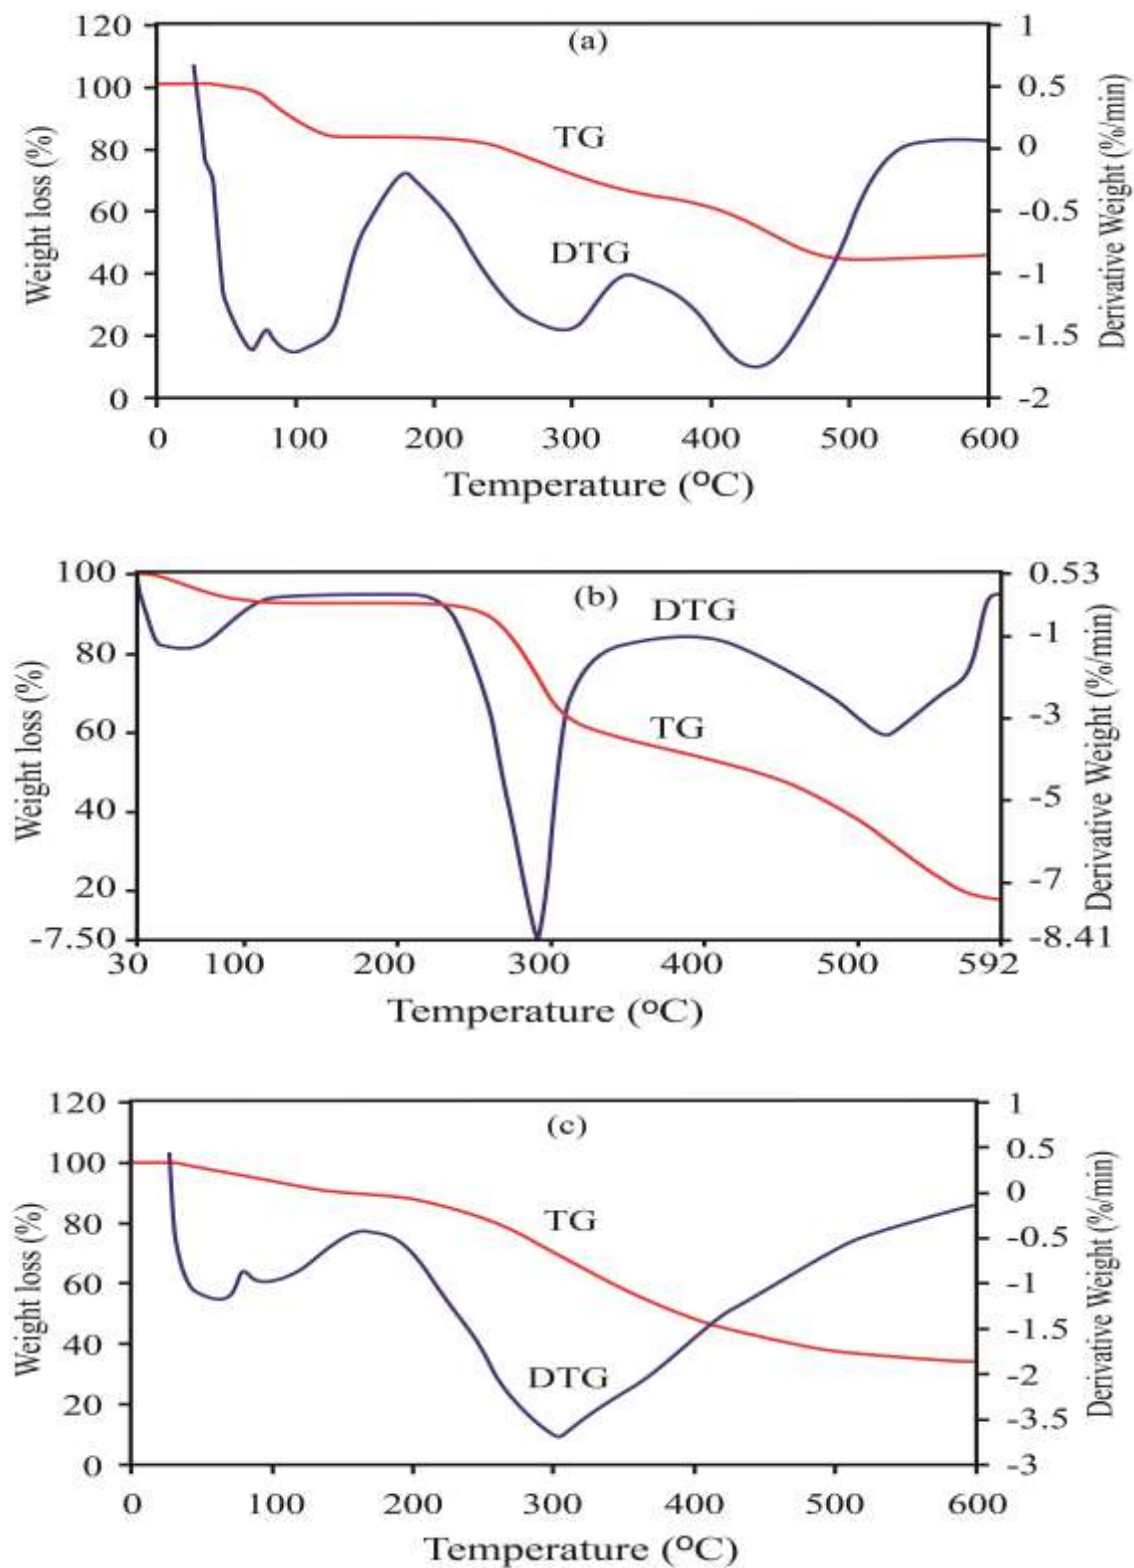 (a)
120
100
80
60
40
20
0
Weight loss (%)
TG
DTG
1
0.5
0
-0.5
-1
-1.5
-2
Derivative Weight (%/min)
0 100 200 300 400 500 600
Temperature (ºC)
(b)
100
80
60
40
20
-7.50
Weight loss (%)
DTG
TG
0.53
-1
-3
-5
-7
-8.41
Derivative Weight (%/min)
30 100 200 300 400 500 592
Temperature (ºC)
(c)
120
100
80
60
40
20
0
Weight loss (%)
TG
DTG
1
0.5
0
-0.5
-1
-1.5
-2
-3.5
-3
Derivative Weight (%/min)
0 100 200 300 400 500 600
Temperature (ºC)